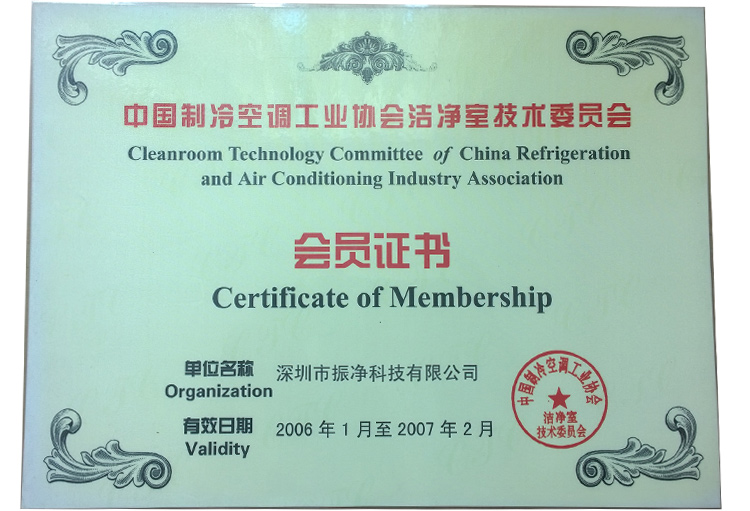 中国制冷空调工业协会洁净室技术委员会
Cleanroom Technology Committee of China Refrigeration
and Air Conditioning Industry Association
会员证书
Certificate of Membership
单位名称 深圳市振净科技有限公司
Organization
有效日期 2006 年 1 月至 2007 年 2 月
Validity
中国制冷空调工业协会
洁净室
技术委员会